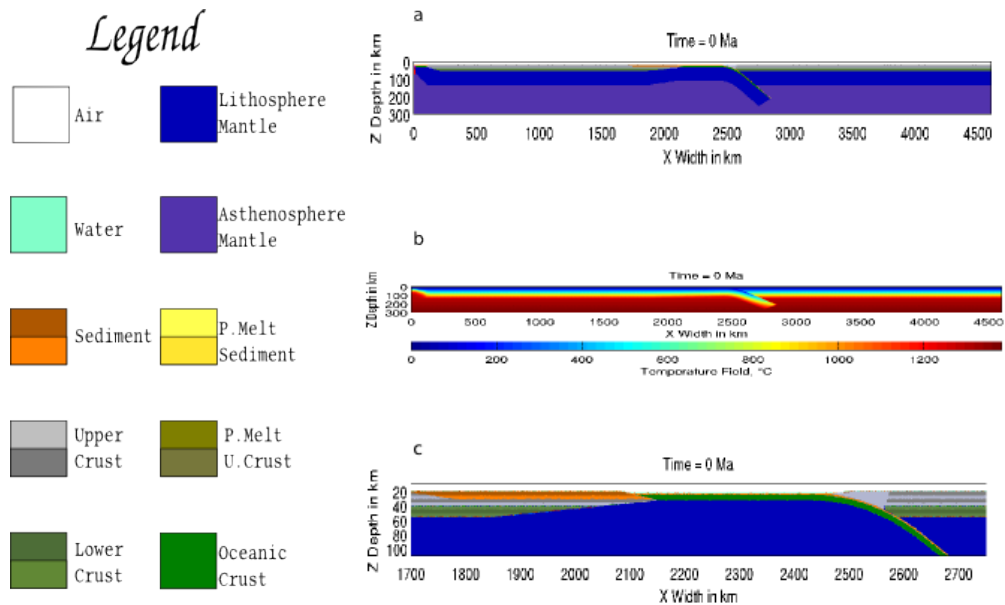 Legend
Air
Lithosphere
Mantle
Water
Asthenosphere
Mantle
Sediment
P.Melt
Sediment
Upper
Crust
P.Melt
U.Crust
Lower
Crust
Oceanic
Crust
a
Time = 0 Ma
Z Depth in km
0
100
200
300
0 500 1000 1500 2000 2500 3000 3500 4000 4500
X Width in km
b
Time = 0 Ma
Z Depth in km
0
100
200
300
0 500 1000 1500 2000 2500 3000 3500 4000 4500
X Width in km
0 200 400 600 800 1000 1200
Temperature Field, °C
c
Time = 0 Ma
Z Depth in km
20
40
60
80
100
1700 1800 1900 2000 2100 2200 2300 2400 2500 2600 2700
X Width in km